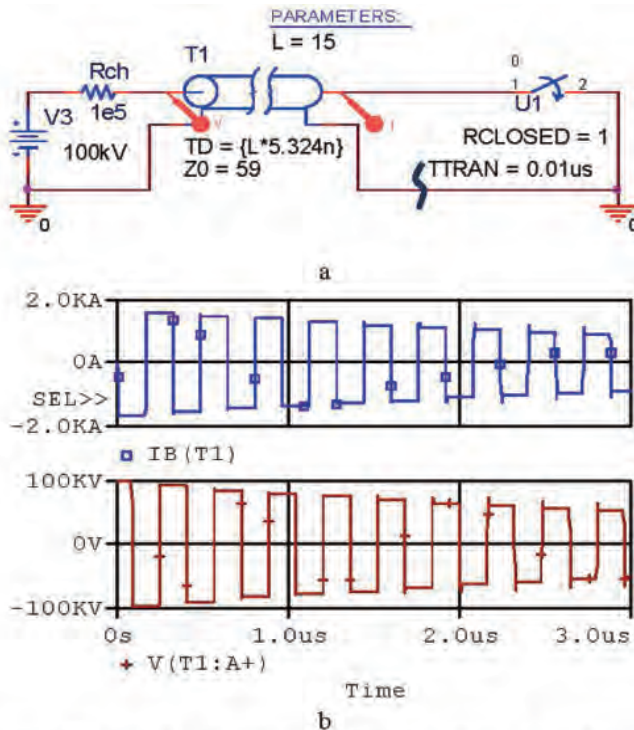 PARAMETERS:
L = 15
T1
Rch
1e5
V3
100kV
V
I
TD = {L*5.324n}
Z0 = 59
0
1
2
U1
RCLOSED = 1
TTRAN = 0.01us
0
0
a
2.0KA
0A
SEL>>
-2.0KA
IB(T1)
100KV
0V
-100KV
0s
1.0us
2.0us
3.0us
V(T1:A+)
Time
b